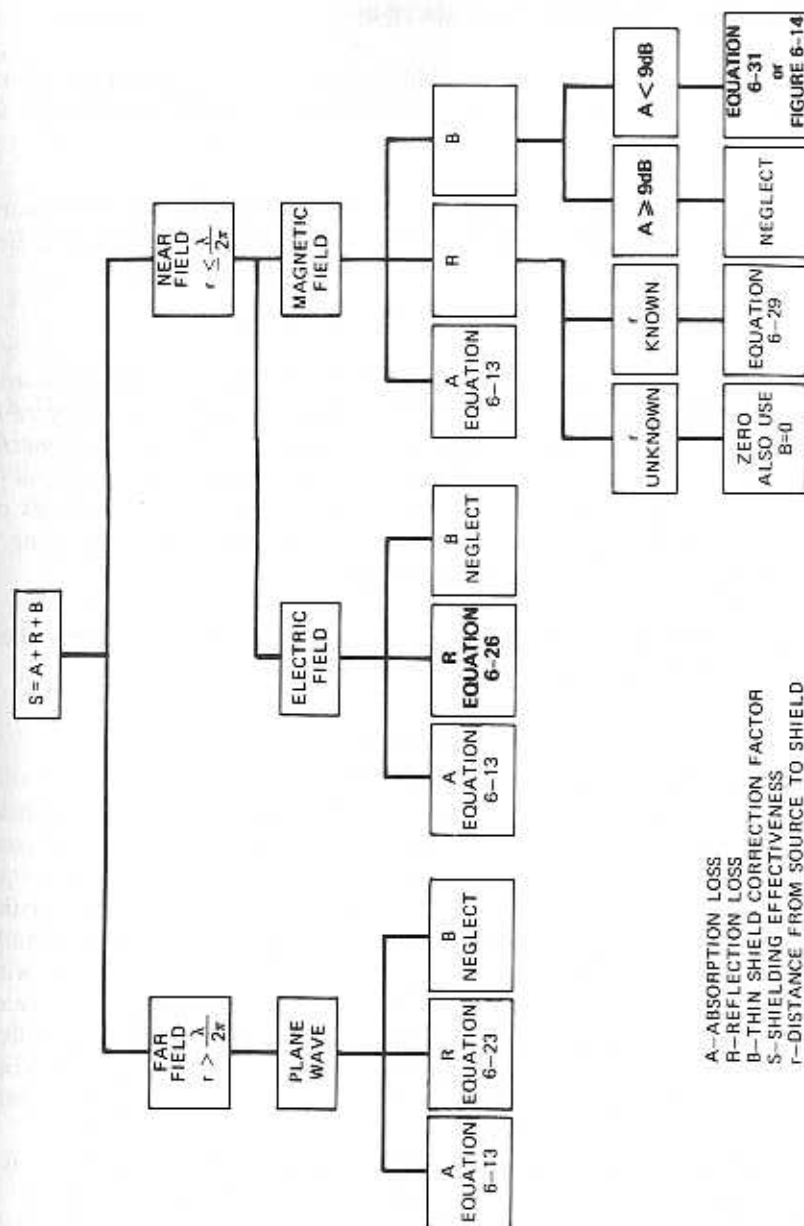 S=A+R+B
FAR
FIELD
r > λ
2π
NEAR
FIELD
r ≤ λ
2π
PLANE
WAVE
ELECTRIC
FIELD
MAGNETIC
FIELD
A
EQUATION
6-13
R
EQUATION
6-23
B
NEGLECT
A
EQUATION
6-13
R
EQUATION
6-26
B
NEGLECT
A
EQUATION
6-13
R
B
r
UNKNOWN
r
KNOWN
A ⩾ 9dB
A < 9dB
ZERO
ALSO USE
B=0
EQUATION
6-29
NEGLECT
EQUATION
6-31
or
FIGURE 6-14
A–ABSORPTION LOSS
R–REFLECTION LOSS
B–THIN SHIELD CORRECTION FACTOR
S–SHIELDING EFFECTIVENESS
r–DISTANCE FROM SOURCE TO SHIELD